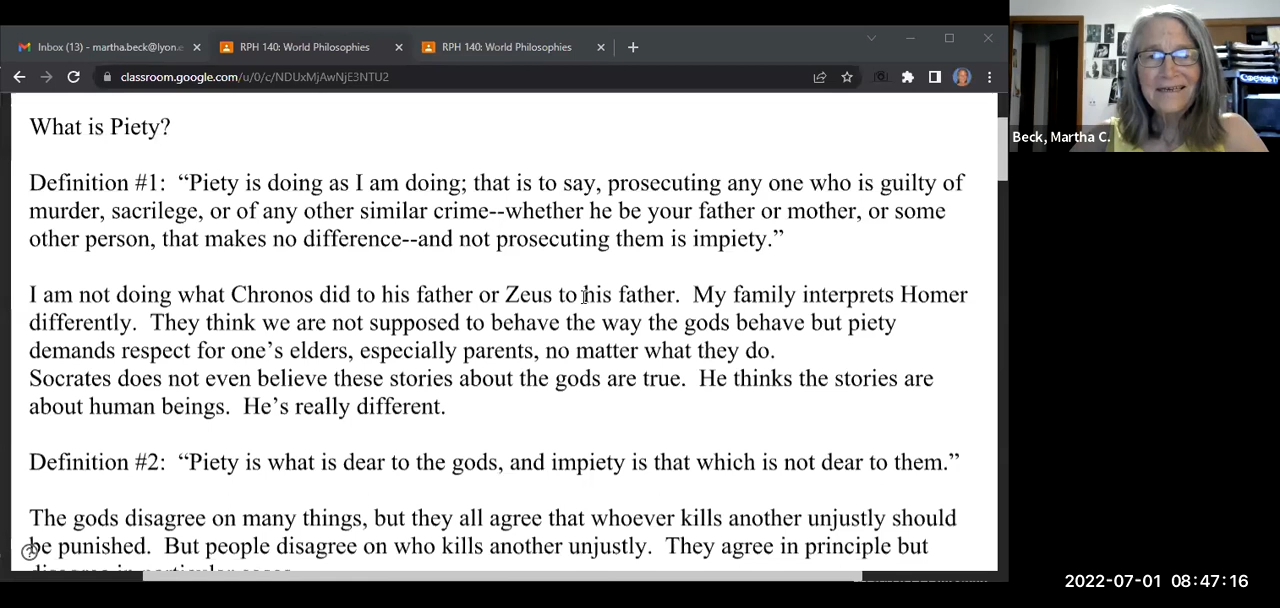 Inbox (13) - martha.beck@lyon.e
RPH 140: World Philosophies
RPH 140: World Philosophies
classroom.google.com/u/0/c/NDUxMjAwNjE3NTU2
Beck, Martha C.
What is Piety?
Definition #1: “Piety is doing as I am doing; that is to say, prosecuting any one who is guilty of
murder, sacrilege, or of any other similar crime--whether he be your father or mother, or some
other person, that makes no difference--and not prosecuting them is impiety.”
I am not doing what Chronos did to his father or Zeus to his father. My family interprets Homer
differently. They think we are not supposed to behave the way the gods behave but piety
demands respect for one’s elders, especially parents, no matter what they do.
Socrates does not even believe these stories about the gods are true. He thinks the stories are
about human beings. He’s really different.
Definition #2: “Piety is what is dear to the gods, and impiety is that which is not dear to them.”
The gods disagree on many things, but they all agree that whoever kills another unjustly should
be punished. But people disagree on who kills another unjustly. They agree in principle but
2022-07-01 08:47:16